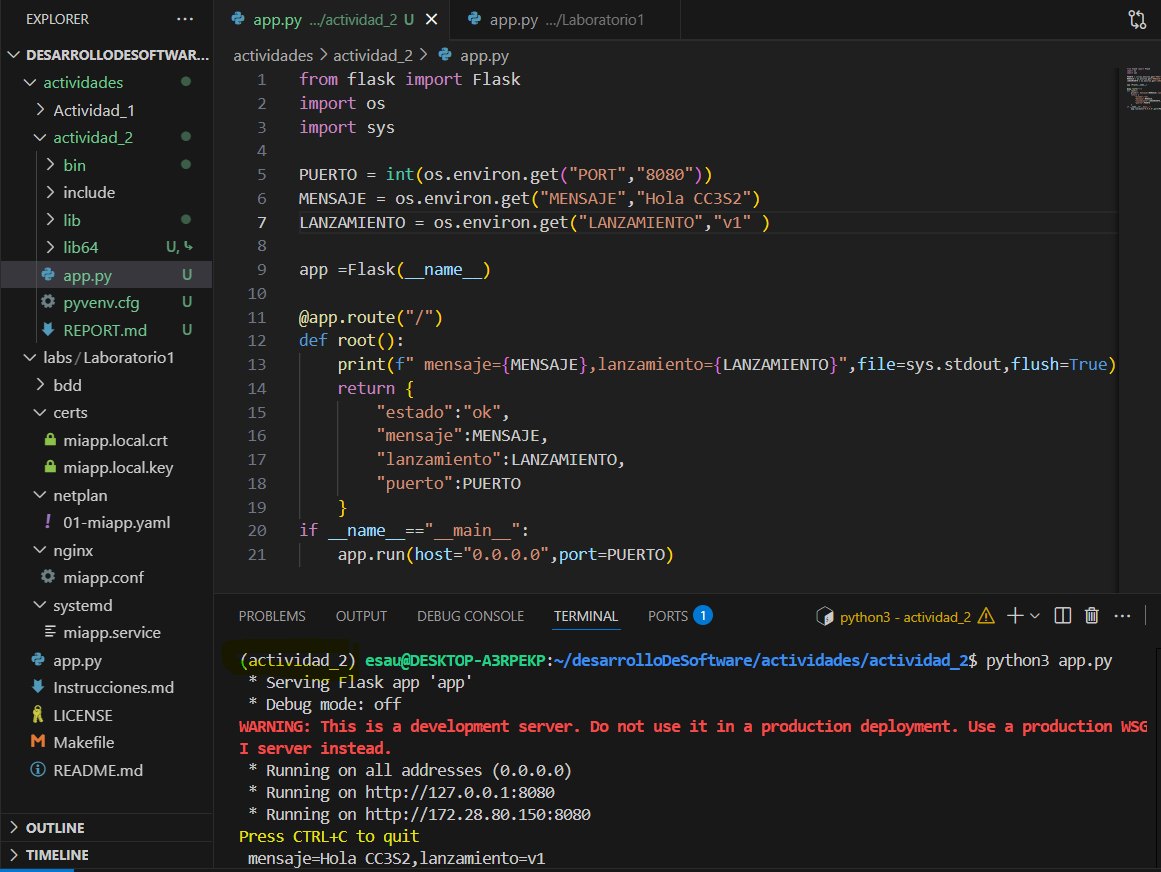 EXPLORER
DESARROLLODESOFTWAR...
actividades
Actividad_1
actividad_2
bin
include
lib
lib64 U,
app.py U
pyvenv.cfg U
REPORT.md U
labs / Laboratorio1
bdd
certs
miapp.local.crt
miapp.local.key
netplan
01-miapp.yaml
nginx
miapp.conf
systemd
miapp.service
app.py
Instrucciones.md
LICENSE
Makefile
README.md
OUTLINE
TIMELINE
app.py .../actividad_2 U
app.py .../Laboratorio1
actividades > actividad_2 > app.py
1 from flask import Flask
2 import os
3 import sys
4
5 PUERTO = int(os.environ.get("PORT","8080"))
6 MENSAJE = os.environ.get("MENSAJE","Hola CC3S2")
7 LANZAMIENTO = os.environ.get("LANZAMIENTO","v1" )
8
9 app =Flask(__name__)
10
11 @app.route("/")
12 def root():
13     print(f" mensaje={MENSAJE},lanzamiento={LANZAMIENTO}",file=sys.stdout,flush=True)
14     return {
15         "estado":"ok",
16         "mensaje":MENSAJE,
17         "lanzamiento":LANZAMIENTO,
18         "puerto":PUERTO
19     }
20 if __name__=="__main__":
21     app.run(host="0.0.0.0",port=PUERTO)
PROBLEMS OUTPUT DEBUG CONSOLE TERMINAL PORTS 1 python3 - actividad_2
(actividad_2) esau@DESKTOP-A3RPEKP:~/desarrolloDeSoftware/actividades/actividad_2$ python3 app.py
 * Serving Flask app 'app'
 * Debug mode: off
WARNING: This is a development server. Do not use it in a production deployment. Use a production WSG
I server instead.
 * Running on all addresses (0.0.0.0)
 * Running on http://127.0.0.1:8080
 * Running on http://172.28.80.150:8080
Press CTRL+C to quit
 mensaje=Hola CC3S2,lanzamiento=v1